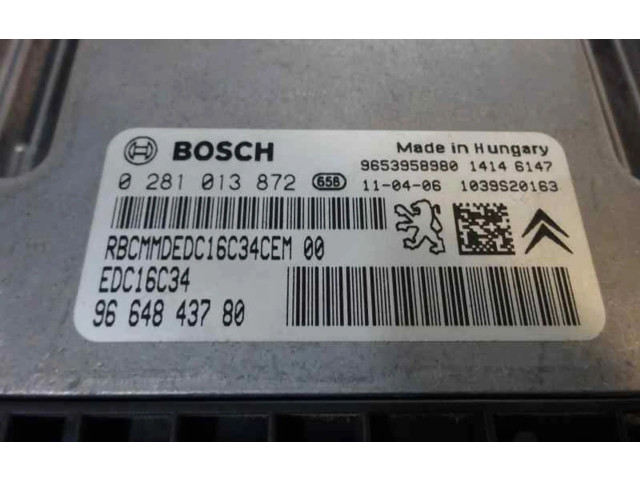 BOSCH
Made in Hungary
9653958980 1414 6147
0 281 013 872 65B 11-04-06 1039S20163
RBCMMDEDC16C34CEM 00
EDC16C34
96 648 437 80